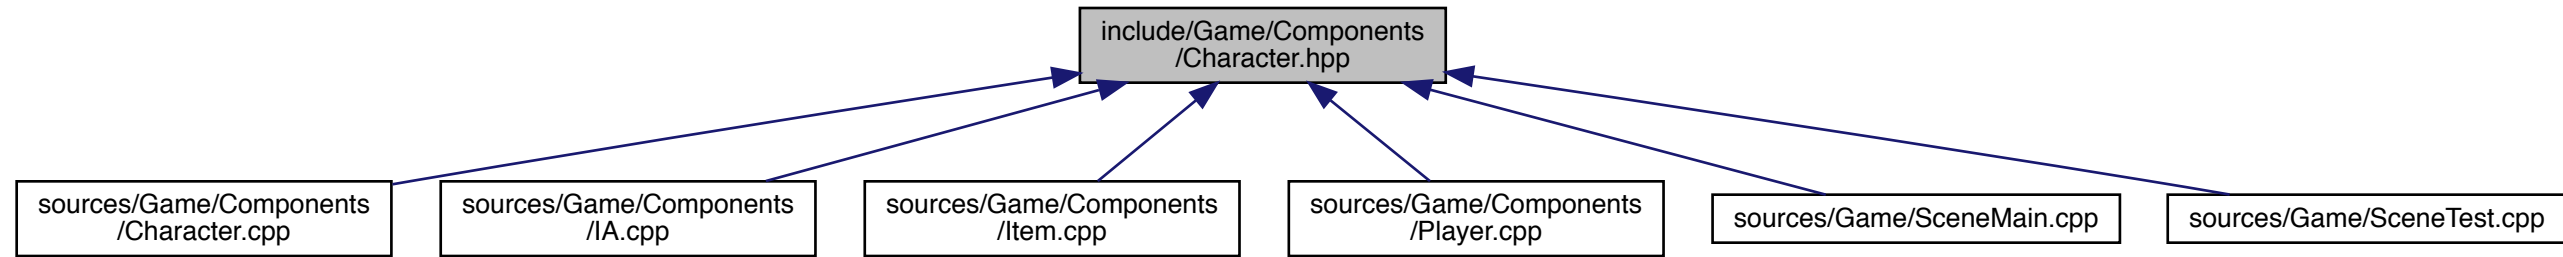 include/Game/Components
/Character.hpp
sources/Game/Components
/Character.cpp
sources/Game/Components
/IA.cpp
sources/Game/Components
/Item.cpp
sources/Game/Components
/Player.cpp
sources/Game/SceneMain.cpp
sources/Game/SceneTest.cpp